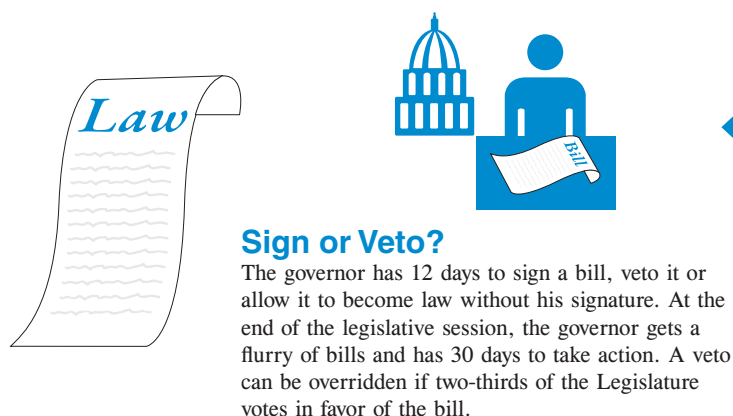 Law
Bill
Sign or Veto?
The governor has 12 days to sign a bill, veto it or
allow it to become law without his signature. At the
end of the legislative session, the governor gets a
flurry of bills and has 30 days to take action. A veto
can be overridden if two-thirds of the Legislature
votes in favor of the bill.